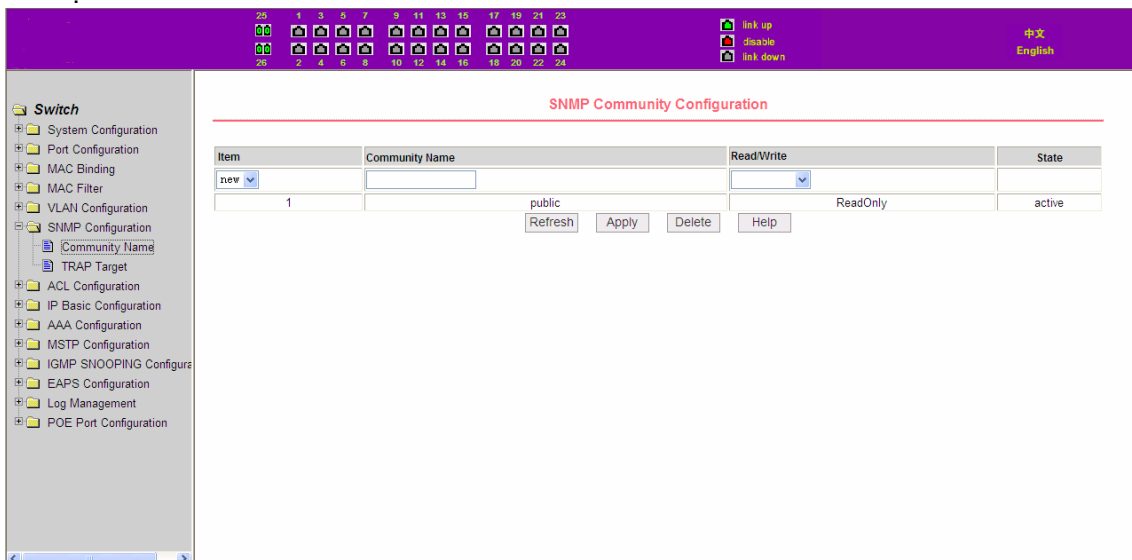 25 1 3 5 7 9 11 13 15 17 19 21 23
26 2 4 6 8 10 12 14 16 18 20 22 24
link up
disable
link down
中文
English
Switch
System Configuration
Port Configuration
MAC Binding
MAC Filter
VLAN Configuration
SNMP Configuration
Community Name
TRAP Target
ACL Configuration
IP Basic Configuration
AAA Configuration
MSTP Configuration
IGMP SNOOPING Configura
EAPS Configuration
Log Management
POE Port Configuration
SNMP Community Configuration
Item Community Name Read/Write State
new
1 public ReadOnly active
Refresh Apply Delete Help